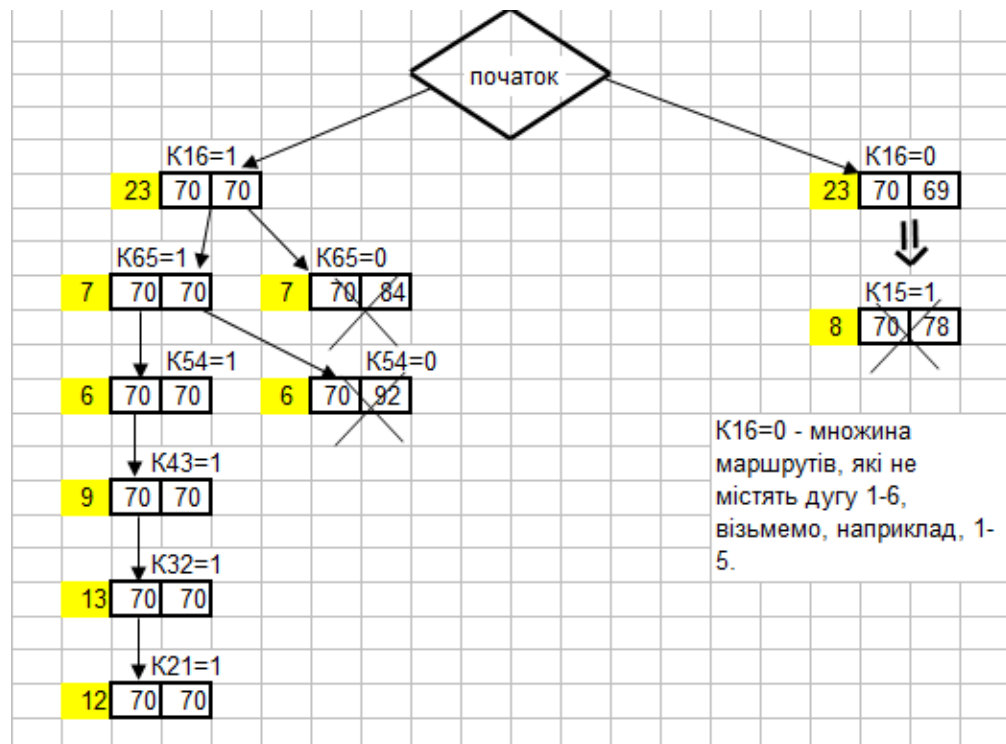 початок
К16=1
К16=0
23 70 70
23 70 69
К65=1
К65=0
7 70 70
7 70 84
К15=1
8 70 78
К54=1
К54=0
6 70 70
6 70 92
К16=0 - множина
маршрутів, які не
містять дугу 1-6,
візьмемо, наприклад, 1-
5.
К43=1
9 70 70
К32=1
13 70 70
К21=1
12 70 70